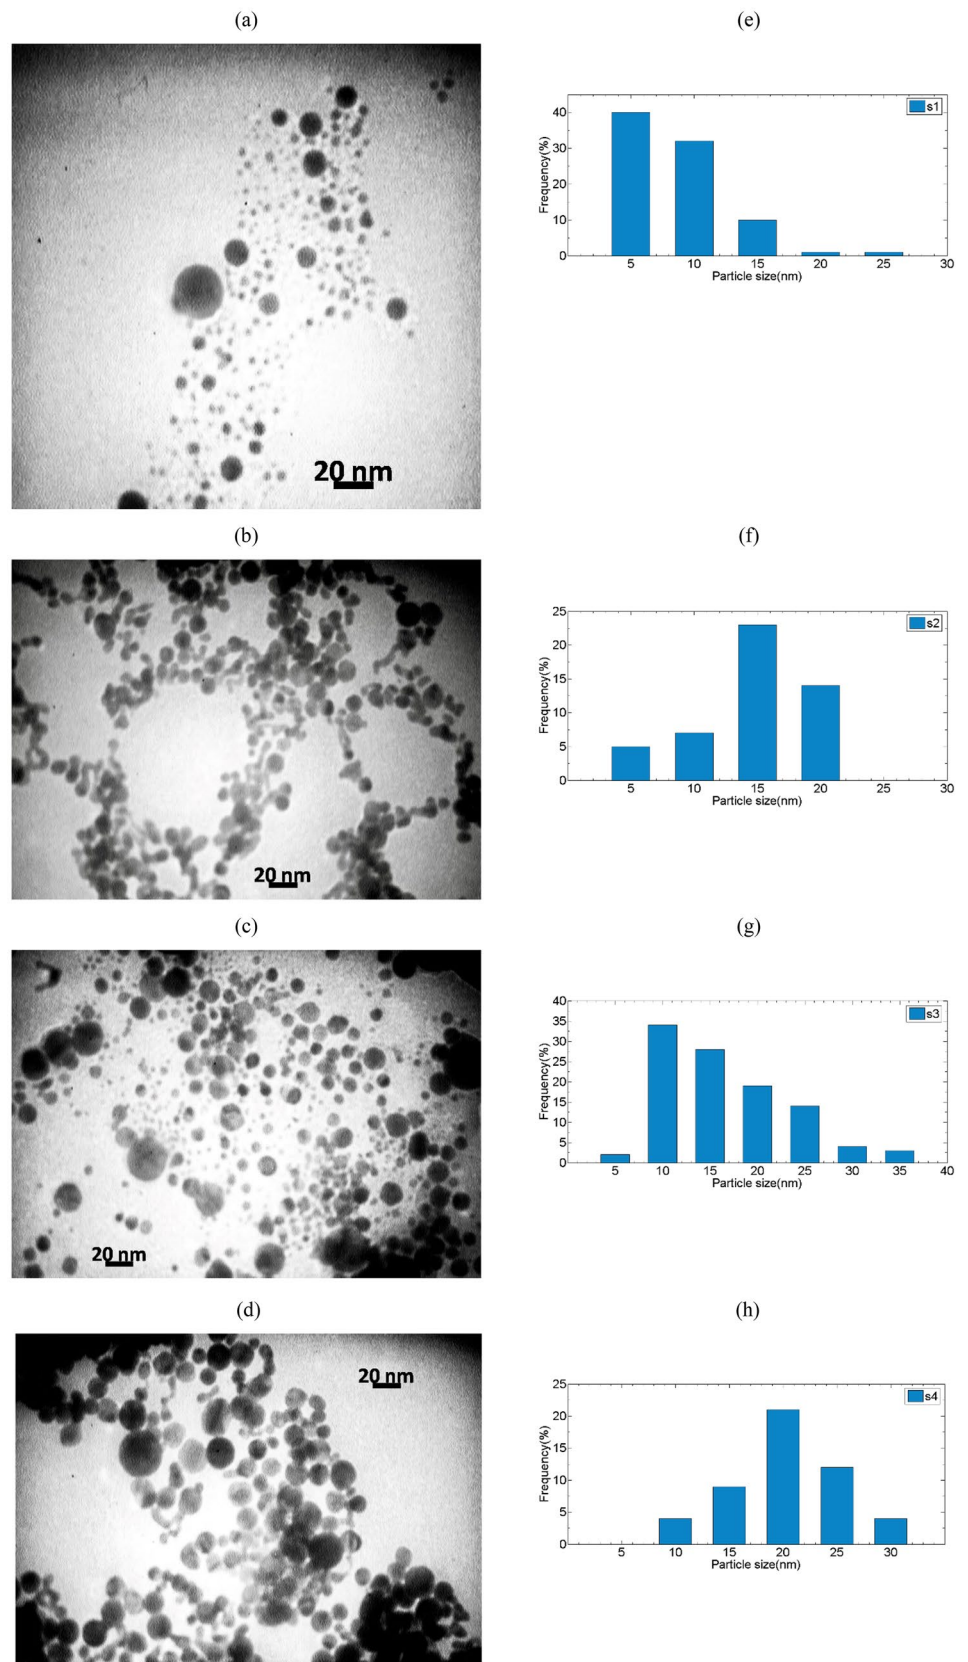 (a)
20 nm
(e)
s1
Frequency(%)
40
30
20
10
0
5 10 15 20 25 30
Particle size(nm)
(b)
20 nm
(f)
s2
Frequency(%)
25
20
15
10
5
0
5 10 15 20 25 30
Particle size(nm)
(c)
20 nm
(g)
s3
Frequency(%)
40
35
30
25
20
15
10
5
0
5 10 15 20 25 30 35 40
Particle size(nm)
(d)
20 nm
(h)
s4
Frequency(%)
25
20
15
10
5
0
5 10 15 20 25 30
Particle size(nm)